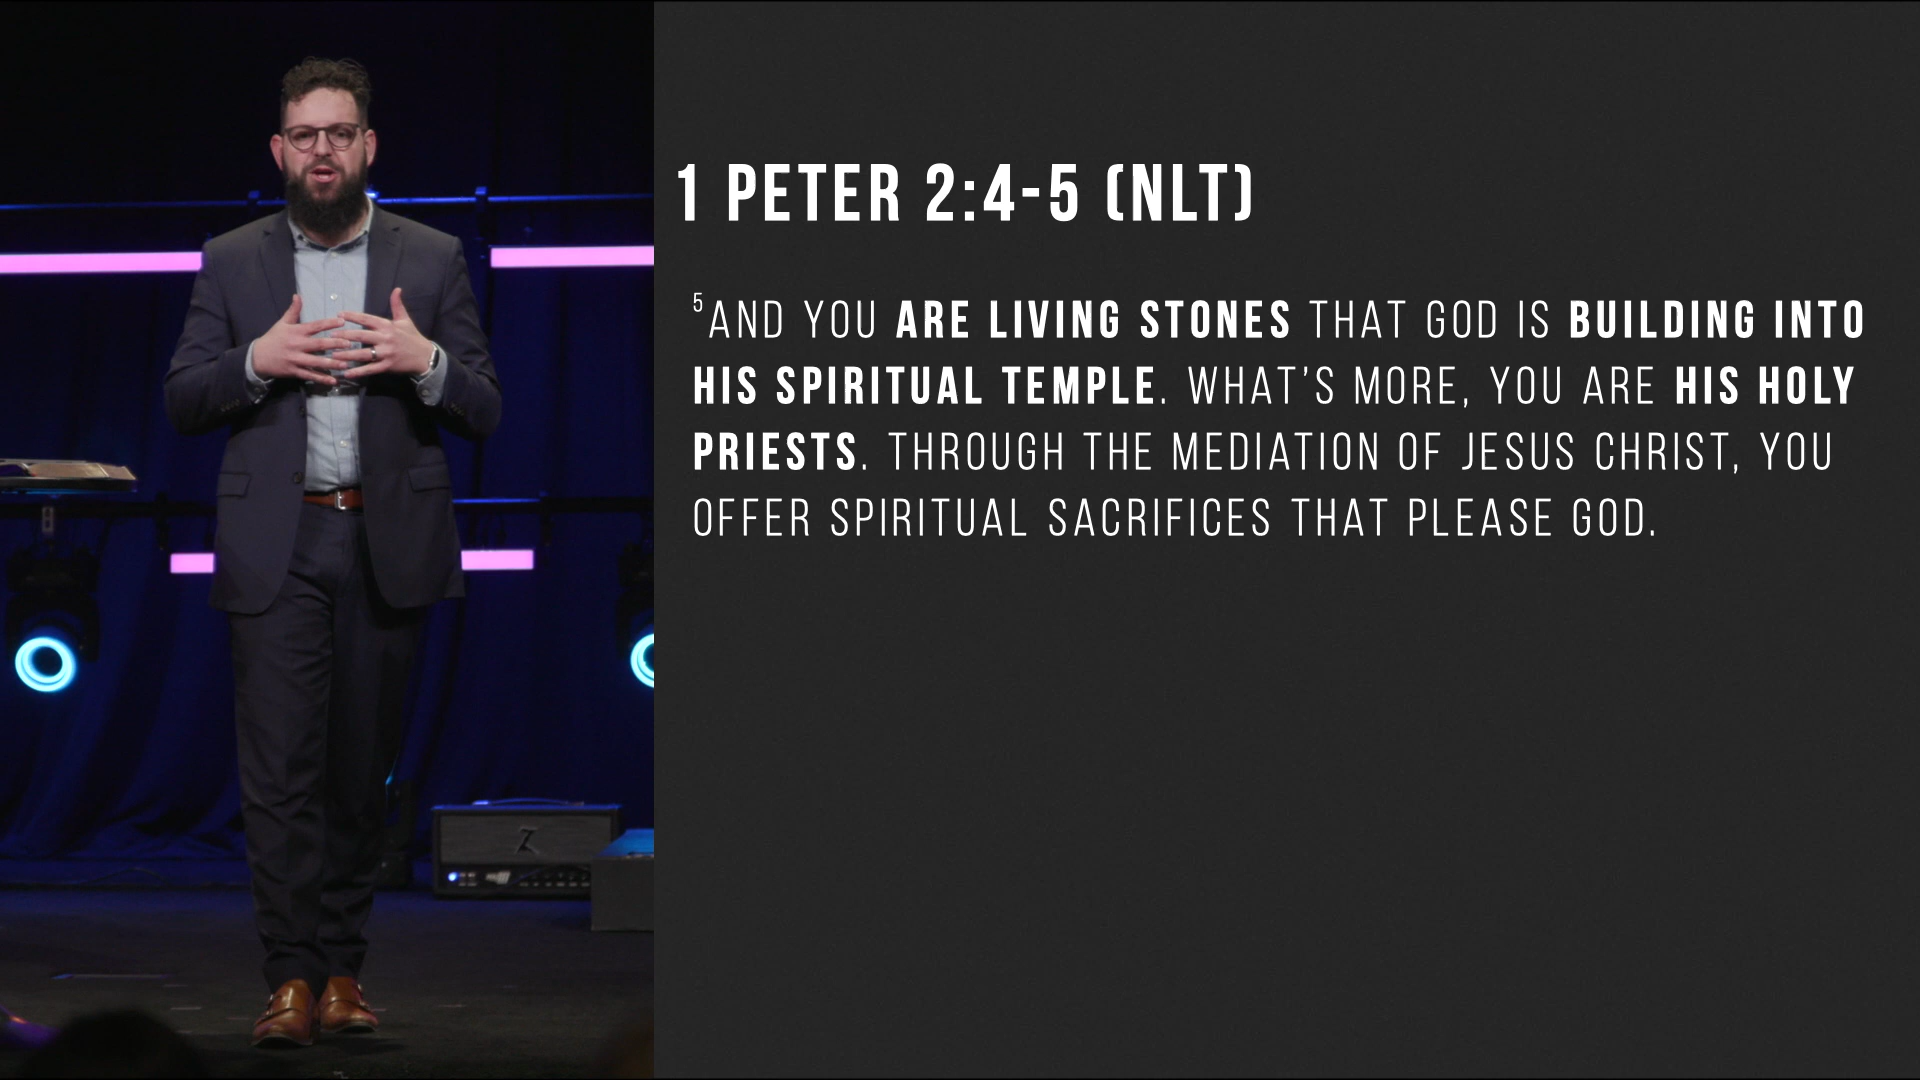 1 PETER 2:4-5 (NLT)
5 AND YOU ARE LIVING STONES THAT GOD IS BUILDING INTO
HIS SPIRITUAL TEMPLE. WHAT'S MORE, YOU ARE HIS HOLY
PRIESTS. THROUGH THE MEDIATION OF JESUS CHRIST, YOU
OFFER SPIRITUAL SACRIFICES THAT PLEASE GOD.